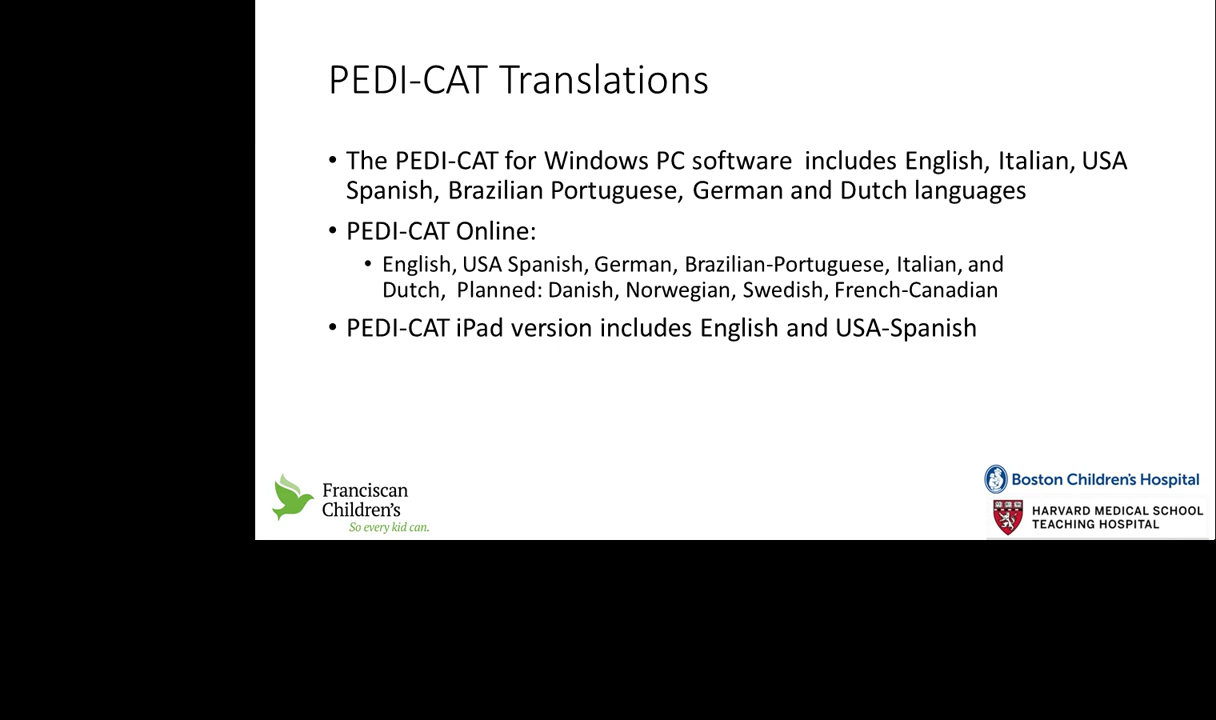 PEDI-CAT Translations
• The PEDI-CAT for Windows PC software includes English, Italian, USA
Spanish, Brazilian Portuguese, German and Dutch languages
• PEDI-CAT Online:
• English, USA Spanish, German, Brazilian-Portuguese, Italian, and
Dutch, Planned: Danish, Norwegian, Swedish, French-Canadian
• PEDI-CAT iPad version includes English and USA-Spanish
Franciscan
Children's
So every kid can.
Boston Children's Hospital
HARVARD MEDICAL SCHOOL
TEACHING HOSPITAL